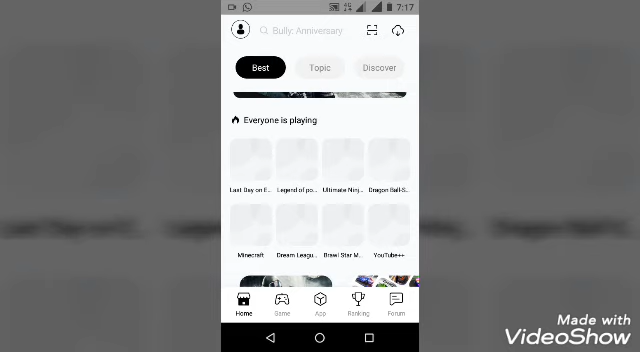 7:17
Bully: Anniversary
Best Topic Discover
Everyone is playing
Last Day on E... Legend of po... Ultimate Ninj... Dragon Ball-S...
Minecraft Dream Leagu... Brawl Star M... YouTube++
Home Game App Ranking Forum
Made with
VideoShow